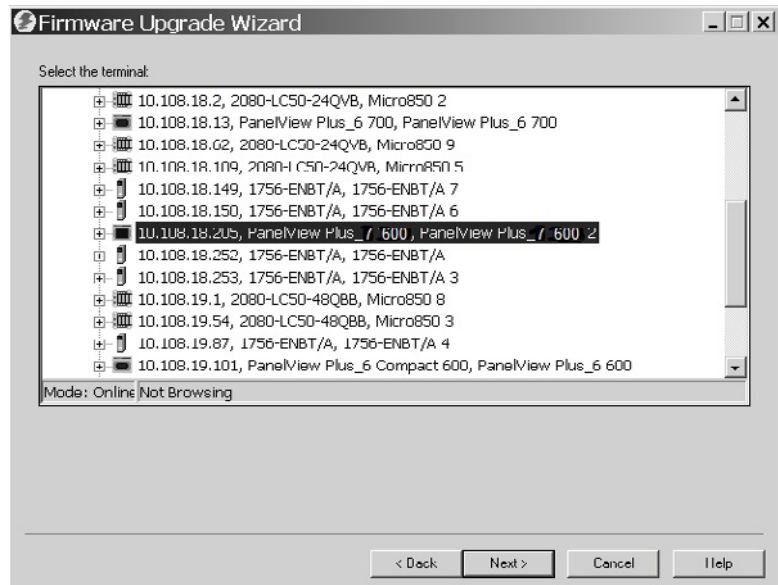 Firmware Upgrade Wizard
Select the terminal:
10.108.18.2, 2080-LC50-24QVB, Micro850 2
10.108.18.13, PanelView Plus_6 700, PanelView Plus_6 700
10.108.18.62, 2080-LC50-24QVB, Micro850 9
10.108.18.109, 2080-LC50-24QVB, Micro850 5
10.108.18.149, 1756-ENBT/A, 1756-ENBT/A 7
10.108.18.150, 1756-ENBT/A, 1756-ENBT/A 6
10.108.18.205, PanelView Plus_7 600, PanelView Plus_7 600 2
10.108.18.252, 1756-ENBT/A, 1756-ENBT/A
10.108.18.253, 1756-ENBT/A, 1756-ENBT/A 3
10.108.19.1, 2080-LC50-48QBB, Micro850 8
10.108.19.54, 2080-LC50-48QBB, Micro850 3
10.108.19.87, 1756-ENBT/A, 1756-ENBT/A 4
10.108.19.101, PanelView Plus_6 Compact 600, PanelView Plus_6 600
Mode: Online Not Browsing
< Back Next > Cancel Help